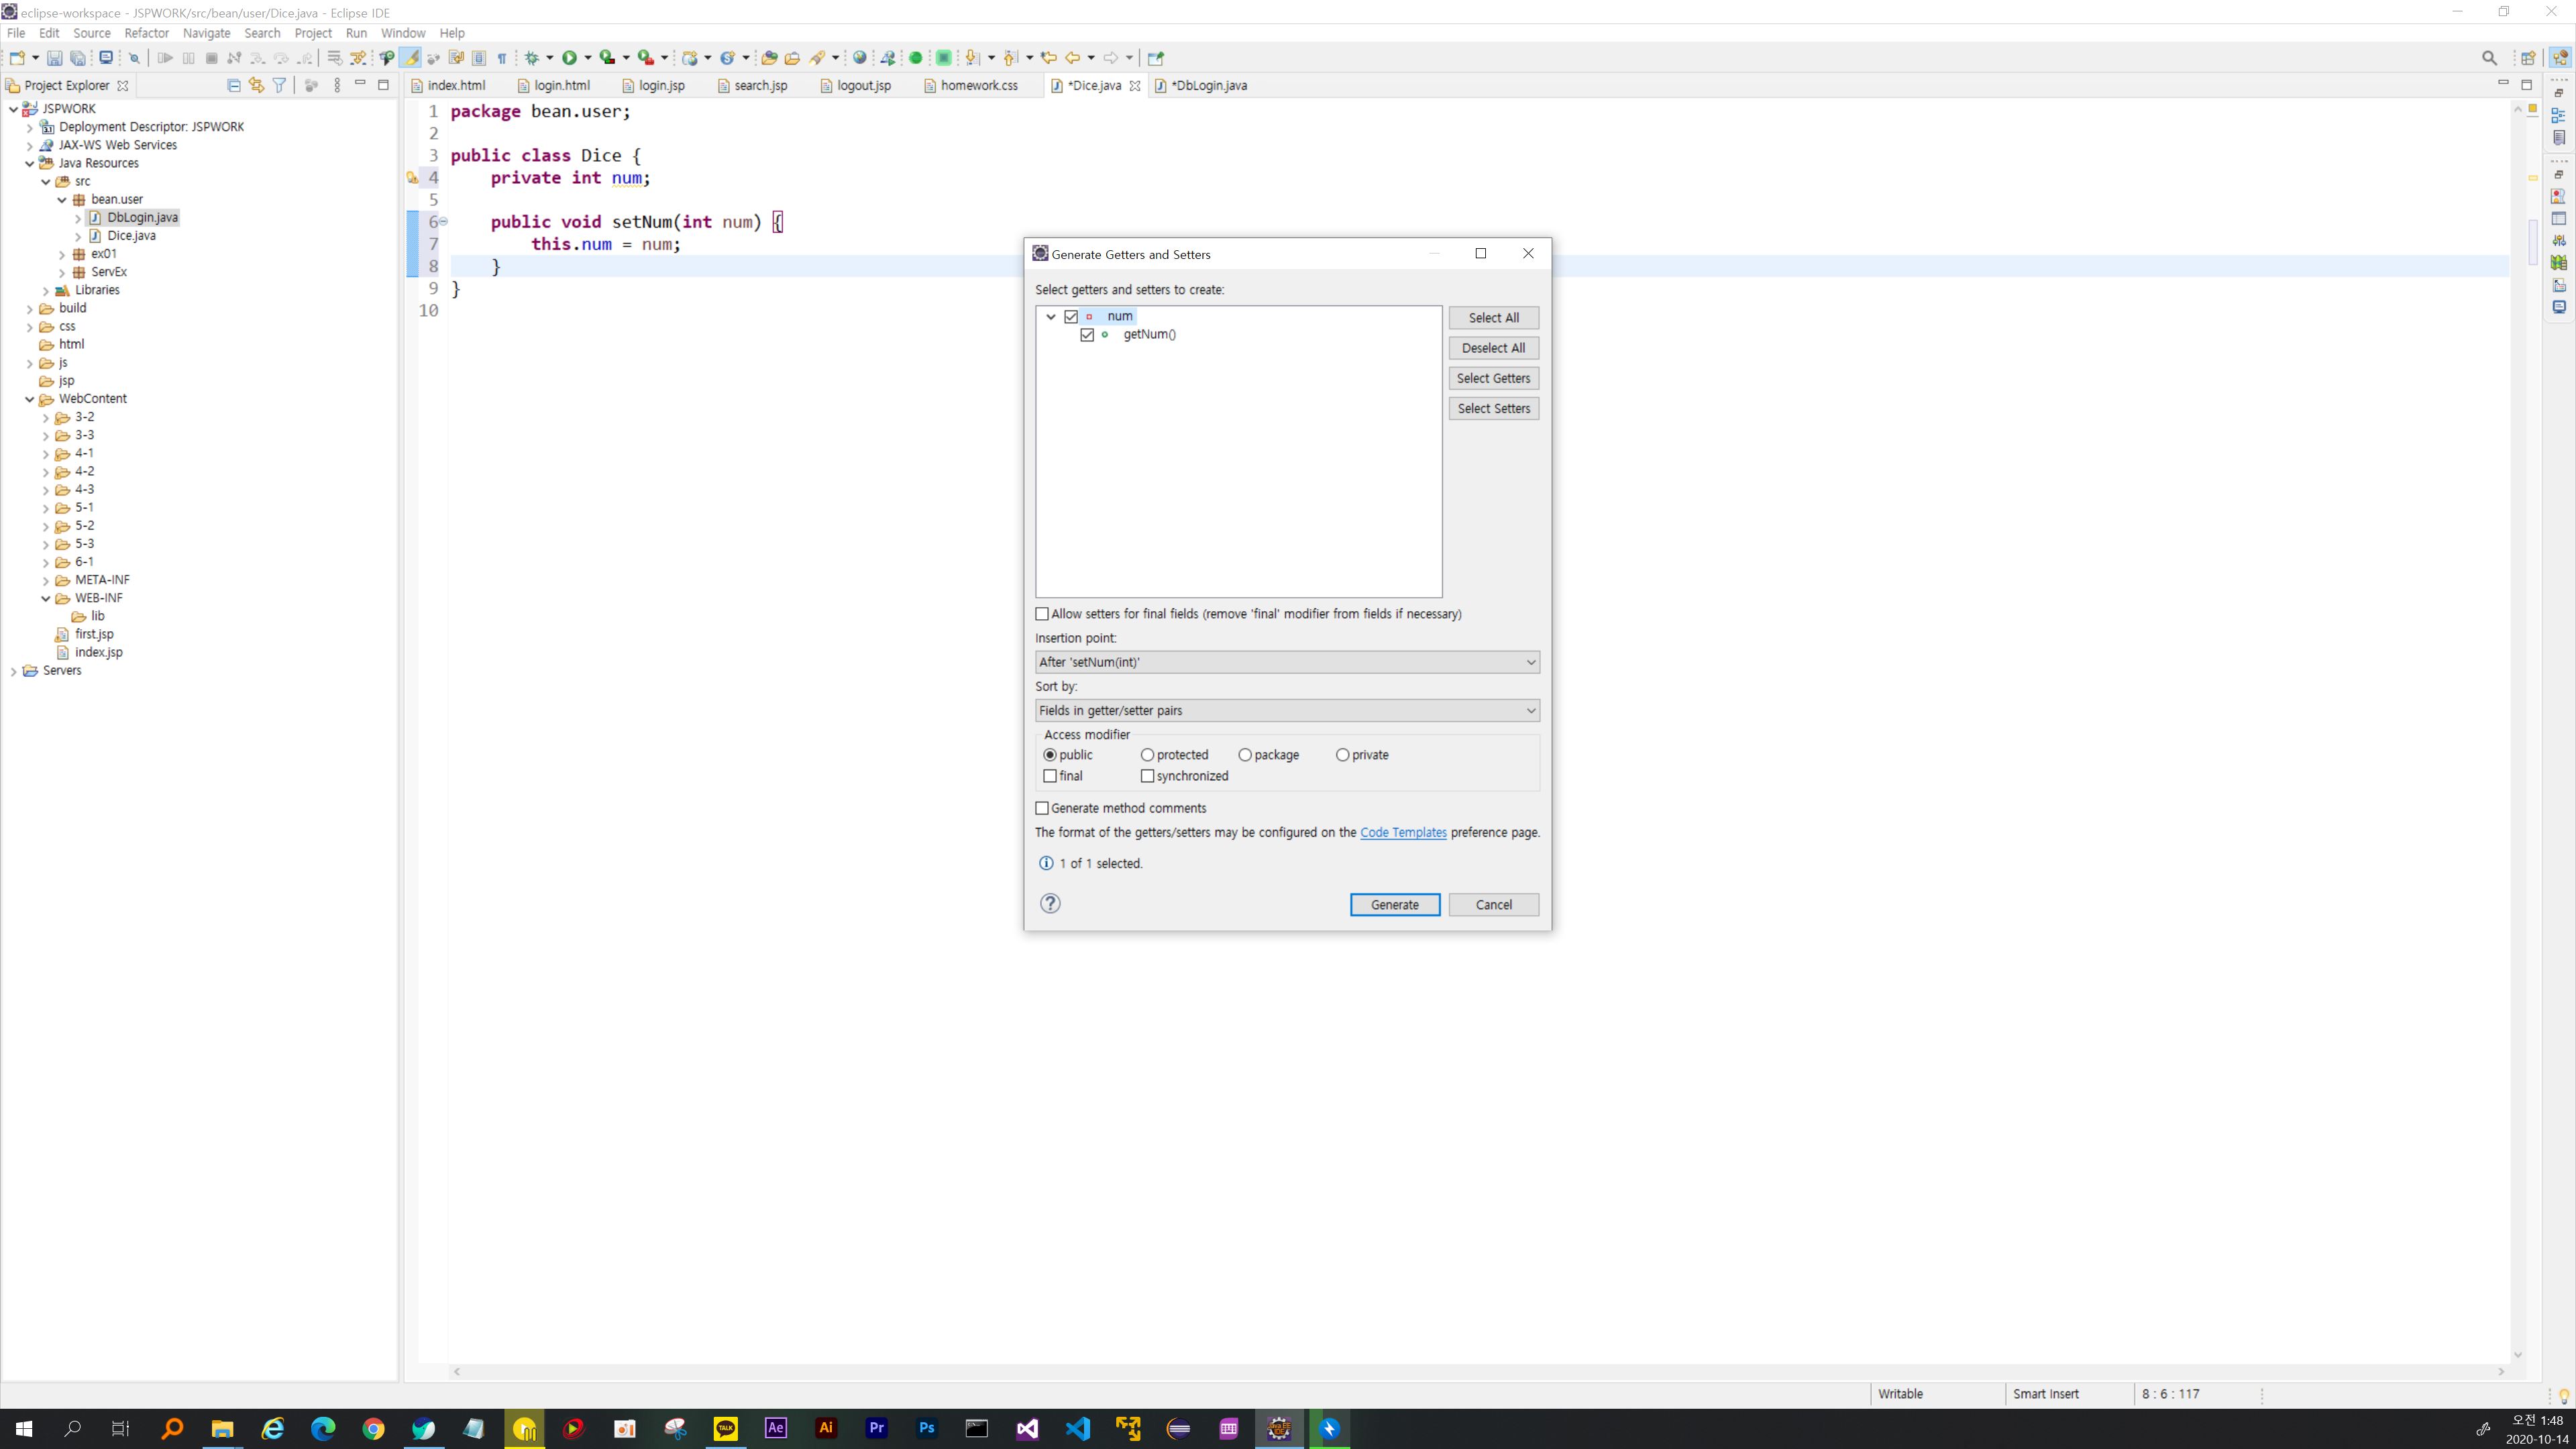 eclipse-workspace - JSPWORK/src/bean/user/Dice.java - Eclipse IDE
File Edit Source Refactor Navigate Search Project Run Window Help
Project Explorer
index.html login.html login.jsp search.jsp logout.jsp homework.css *Dice.java *DbLogin.java
JSPWORK
Deployment Descriptor: JSPWORK
JAX-WS Web Services
Java Resources
src
bean.user
DbLogin.java
Dice.java
ex01
ServEx
Libraries
build
css
html
js
jsp
WebContent
3-2
3-3
4-1
4-2
4-3
5-1
5-2
5-3
6-1
META-INF
WEB-INF
lib
first.jsp
index.jsp
Servers
1 package bean.user;
2
3 public class Dice {
4 private int num;
5
6 public void setNum(int num) {
7 this.num = num;
8 }
9 }
10
Generate Getters and Setters
Select getters and setters to create:
num
getNum()
Select All
Deselect All
Select Getters
Select Setters
Allow setters for final fields (remove 'final' modifier from fields if necessary)
Insertion point:
After 'setNum(int)'
Sort by:
Fields in getter/setter pairs
Access modifier
public protected package private
final synchronized
Generate method comments
The format of the getters/setters may be configured on the Code Templates preference page.
1 of 1 selected.
Generate Cancel
Writable Smart Insert 8 : 6 : 117
TALK Ae Ai Pr Ps
오전 1:48
2020-10-14